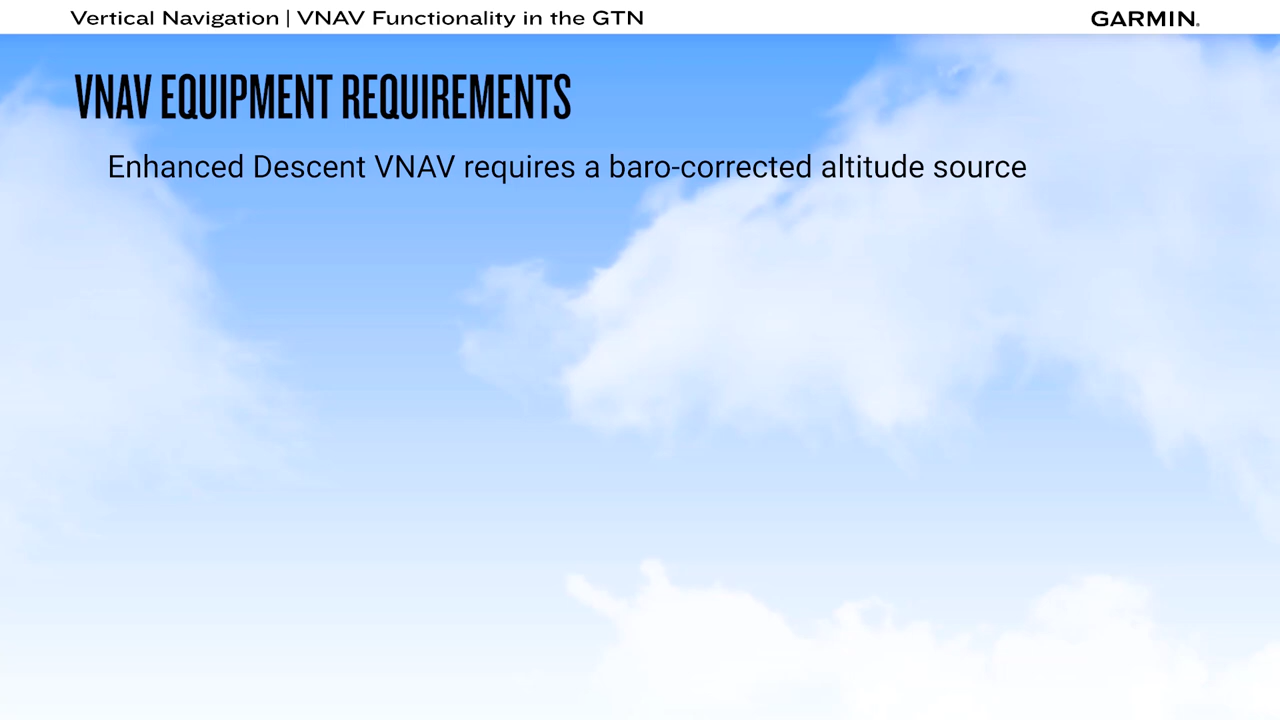 Vertical Navigation | VNAV Functionality in the GTN
GARMIN®
VNAV EQUIPMENT REQUIREMENTS
Enhanced Descent VNAV requires a baro-corrected altitude source